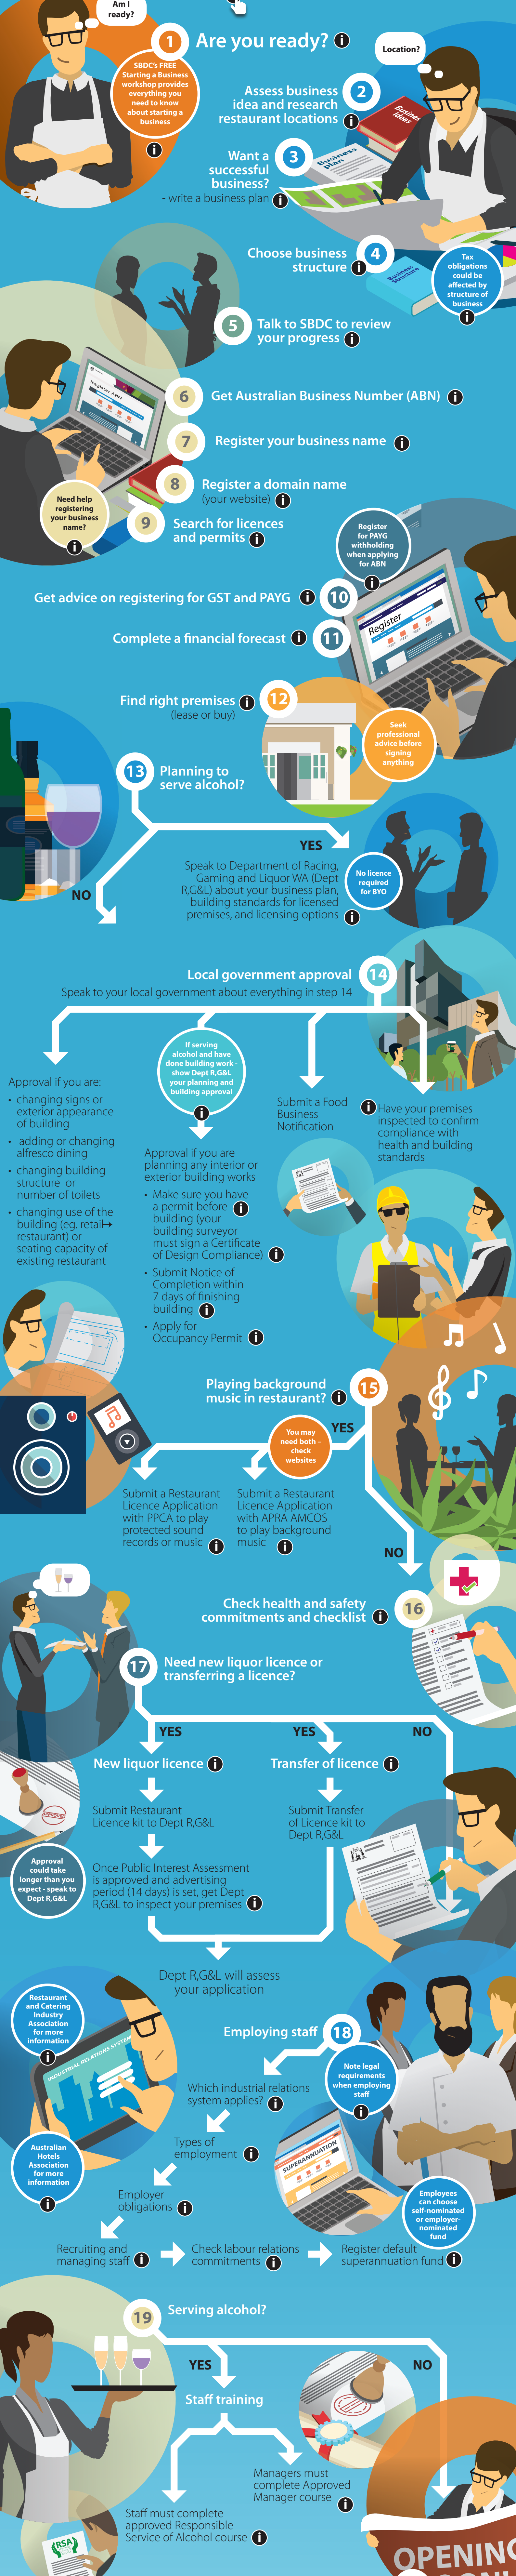 Am I
ready?
1
Are you ready?
SBDC's FREE
Starting a Business
workshop provides
everything you
need to know
about starting a
business
Location?
2
Assess business
idea and research
restaurant locations
Business
ideas
3
Want a
successful
business?
- write a business plan
Business
plan
4
Choose business
structure
Business
Structure
Tax
obligations
could be
affected by
structure of
business
5
Talk to SBDC to review
your progress
6
Get Australian Business Number (ABN)
Register ABN
7
Register your business name
8
Register a domain name
(your website)
Need help
registering
your business
name?
9
Search for licences
and permits
Register
for PAYG
withholding
when applying
for ABN
Get advice on registering for GST and PAYG
10
Register
Complete a financial forecast
11
Find right premises
(lease or buy)
12
Seek
professional
advice before
signing
anything
13
Planning to
serve alcohol?
YES
NO
Speak to Department of Racing,
Gaming and Liquor WA (Dept
R,G&L) about your business plan,
building standards for licensed
premises, and licensing options
No licence
required
for BYO
Local government approval
14
Speak to your local government about everything in step 14
Approval if you are:
• changing signs or
exterior appearance
of building
• adding or changing
alfresco dining
• changing building
structure or
number of toilets
• changing use of the
building (eg. retail→
restaurant) or
seating capacity of
existing restaurant
If serving
alcohol and have
done building work -
show Dept R,G&L
your planning and
building approval
Approval if you are
planning any interior or
exterior building works
• Make sure you have
a permit before
building (your
building surveyor
must sign a Certificate
of Design Compliance)
• Submit Notice of
Completion within
7 days of finishing
building
• Apply for
Occupancy Permit
Submit a Food
Business
Notification
Have your premises
inspected to confirm
compliance with
health and building
standards
Playing background
music in restaurant?
15
YES
You may
need both –
check
websites
Submit a Restaurant
Licence Application
with PPCA to play
protected sound
records or music
Submit a Restaurant
Licence Application
with APRA AMCOS
to play background
music
NO
Check health and safety
commitments and checklist
16
17
Need new liquor licence or
transferring a licence?
YES
YES
NO
New liquor licence
Transfer of licence
Submit Restaurant
Licence kit to Dept R,G&L
Submit Transfer
of Licence kit to
Dept R,G&L
APPROVED
Approval
could take
longer than you
expect - speak to
Dept R,G&L
Once Public Interest Assessment
is approved and advertising
period (14 days) is set, get Dept
R,G&L to inspect your premises
Dept R,G&L will assess
your application
Restaurant
and Catering
Industry
Association
for more
information
INDUSTRIAL RELATIONS SYSTEM
Employing staff
18
Note legal
requirements
when employing
staff
Which industrial relations
system applies?
SUPERANNUATION
Types of
employment
Australian
Hotels
Association
for more
information
Employer
obligations
Employees
can choose
self-nominated
or employer-
nominated
fund
Recruiting and
managing staff
Check labour relations
commitments
Register default
superannuation fund
19
Serving alcohol?
YES
NO
Staff training
Managers must
complete Approved
Manager course
Staff must complete
approved Responsible
Service of Alcohol course
RSA
OPENING